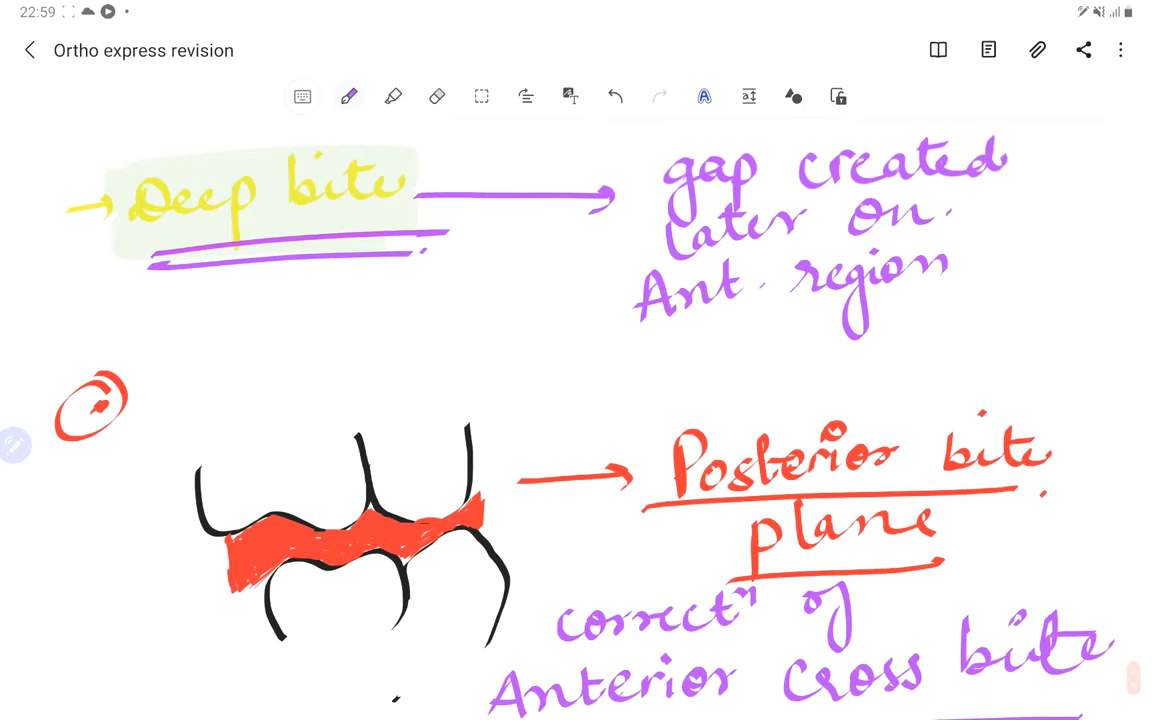 22:59
Ortho express revision
→ Deep bite → gap created
later on.
Ant. region
→ Posterior bite
plane
correctⁿ of
Anterior cross bite